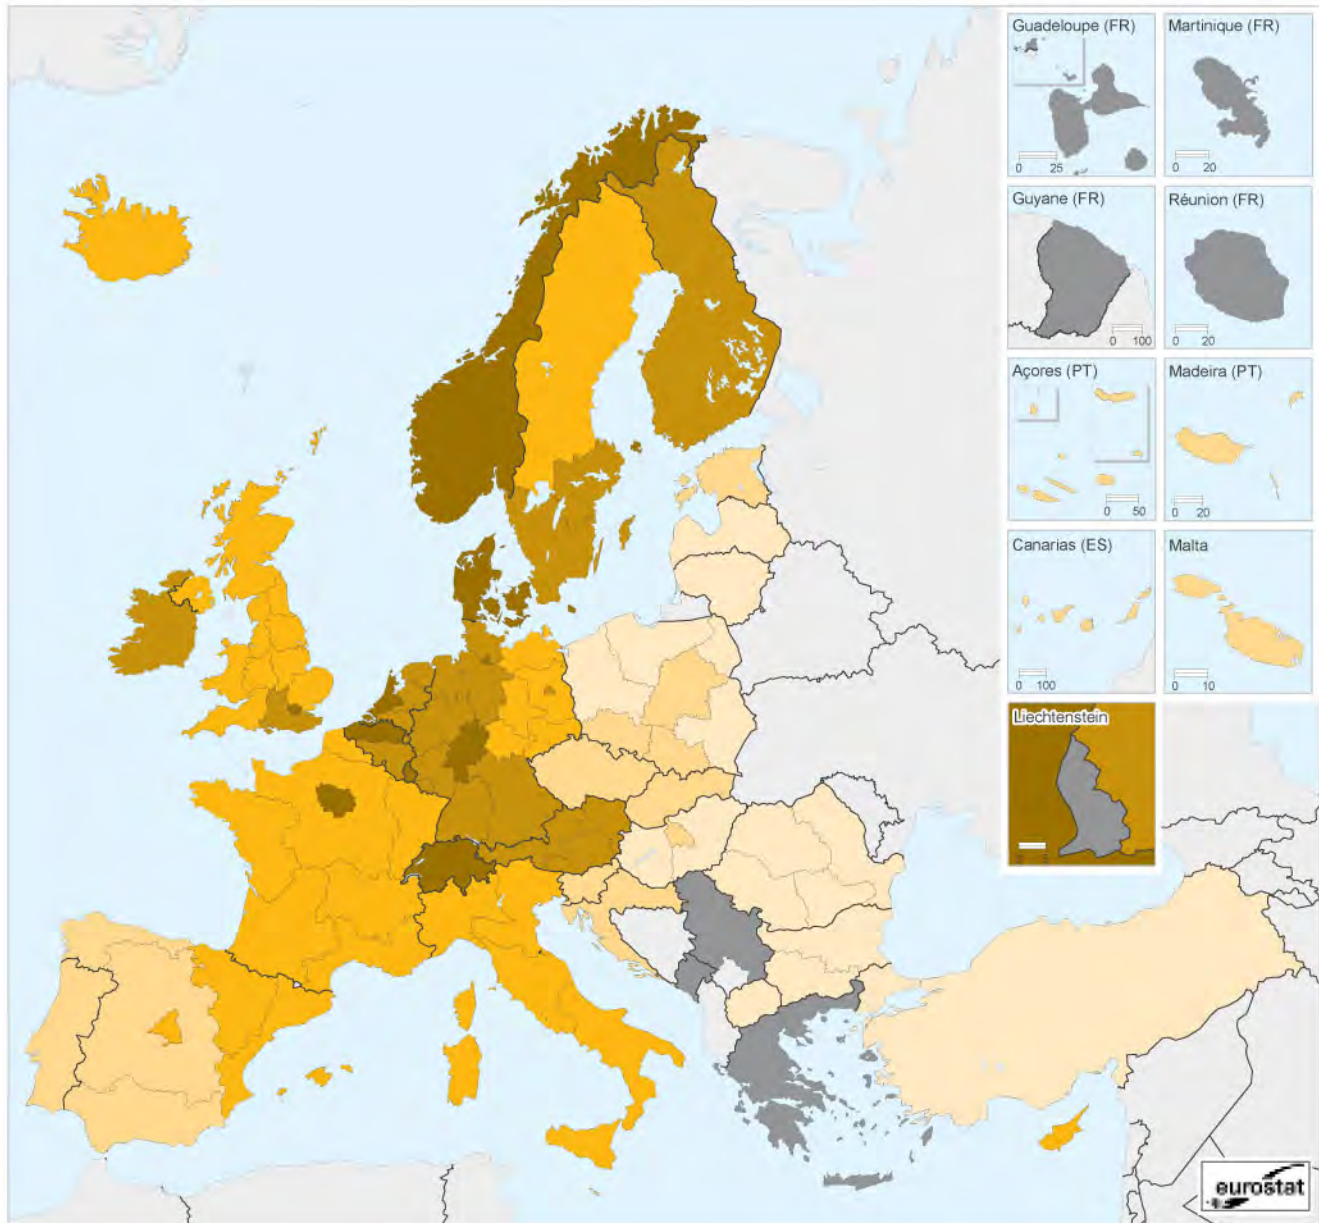 Guadeloupe (FR)
0 25
Martinique (FR)
0 20
Guyane (FR)
0 100
Réunion (FR)
0 20
Açores (PT)
0 50
Madeira (PT)
0 20
Canarias (ES)
0 100
Malta
0 10
Liechtenstein
eurostat